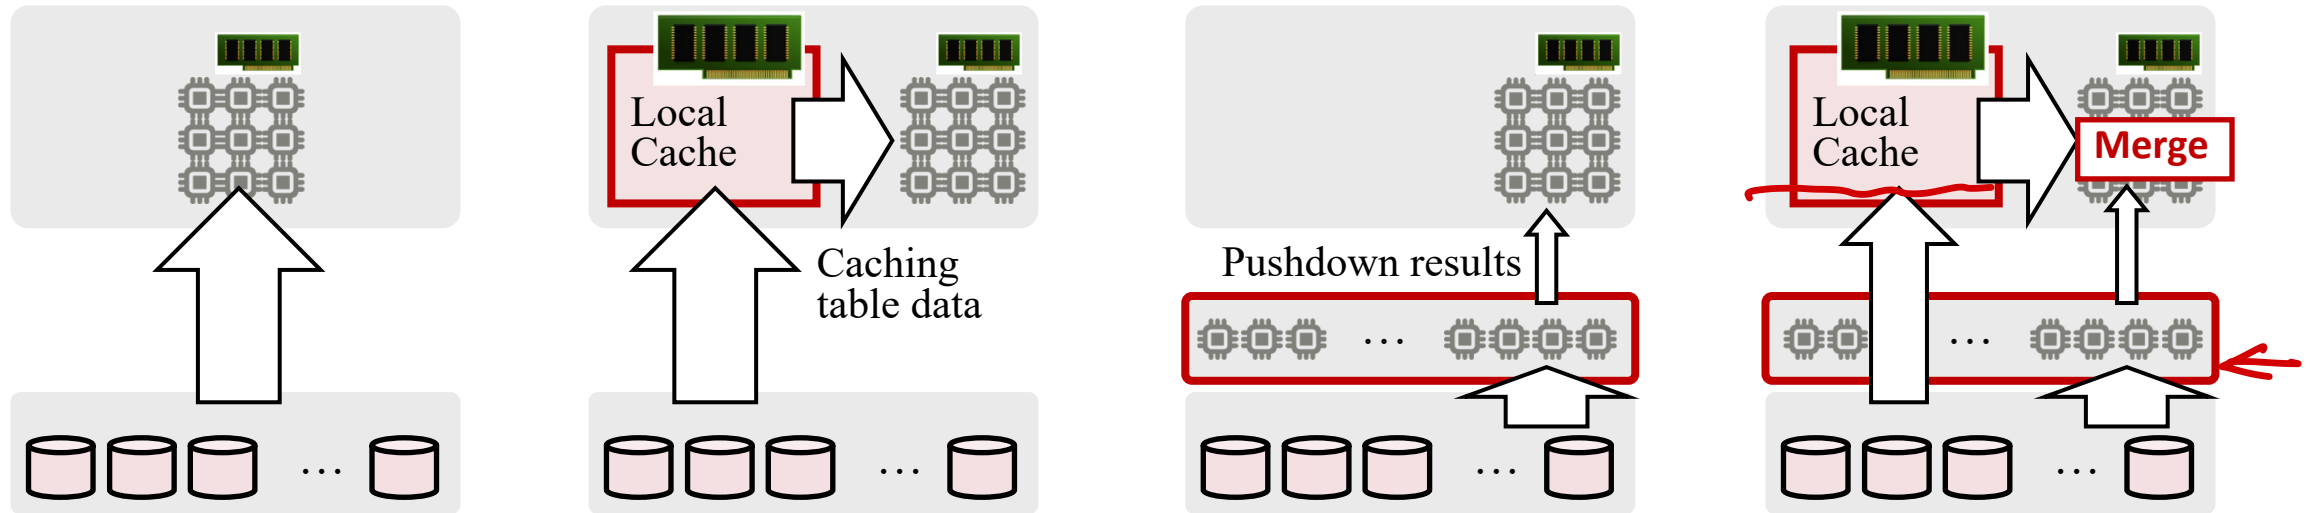 Local
Cache
Caching
table data
Pushdown results
...
...
...
...
Local
Cache
Merge
...
...